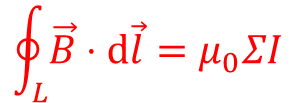 ∮_L B⃗ · dl⃗ = μ₀ΣI